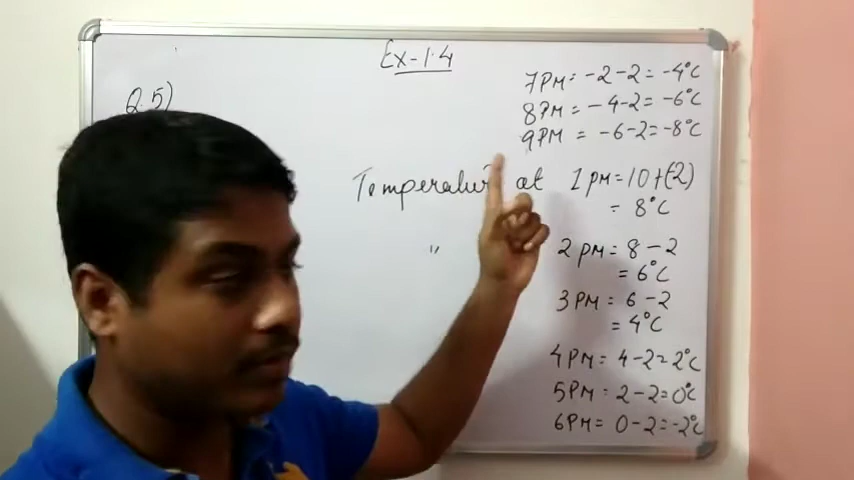 Ex-1.4
Q.5)
7PM = -2-2 = -4°C
8PM = -4-2 = -6°C
9PM = -6-2 = -8°C
Temperature at 1PM = 10+(-2)
= 8°C
" 2PM = 8-2
= 6°C
3PM = 6-2
= 4°C
4PM = 4-2 = 2°C
5PM = 2-2 = 0°C
6PM = 0-2 = -2°C